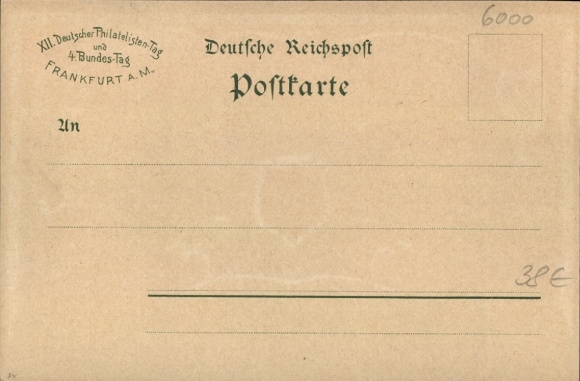 XII. Deutscher Philatelisten-Tag
und
4. Bundes-Tag
FRANKFURT A. M.
Deutsche Reichspost
Postkarte
6000
An
38€